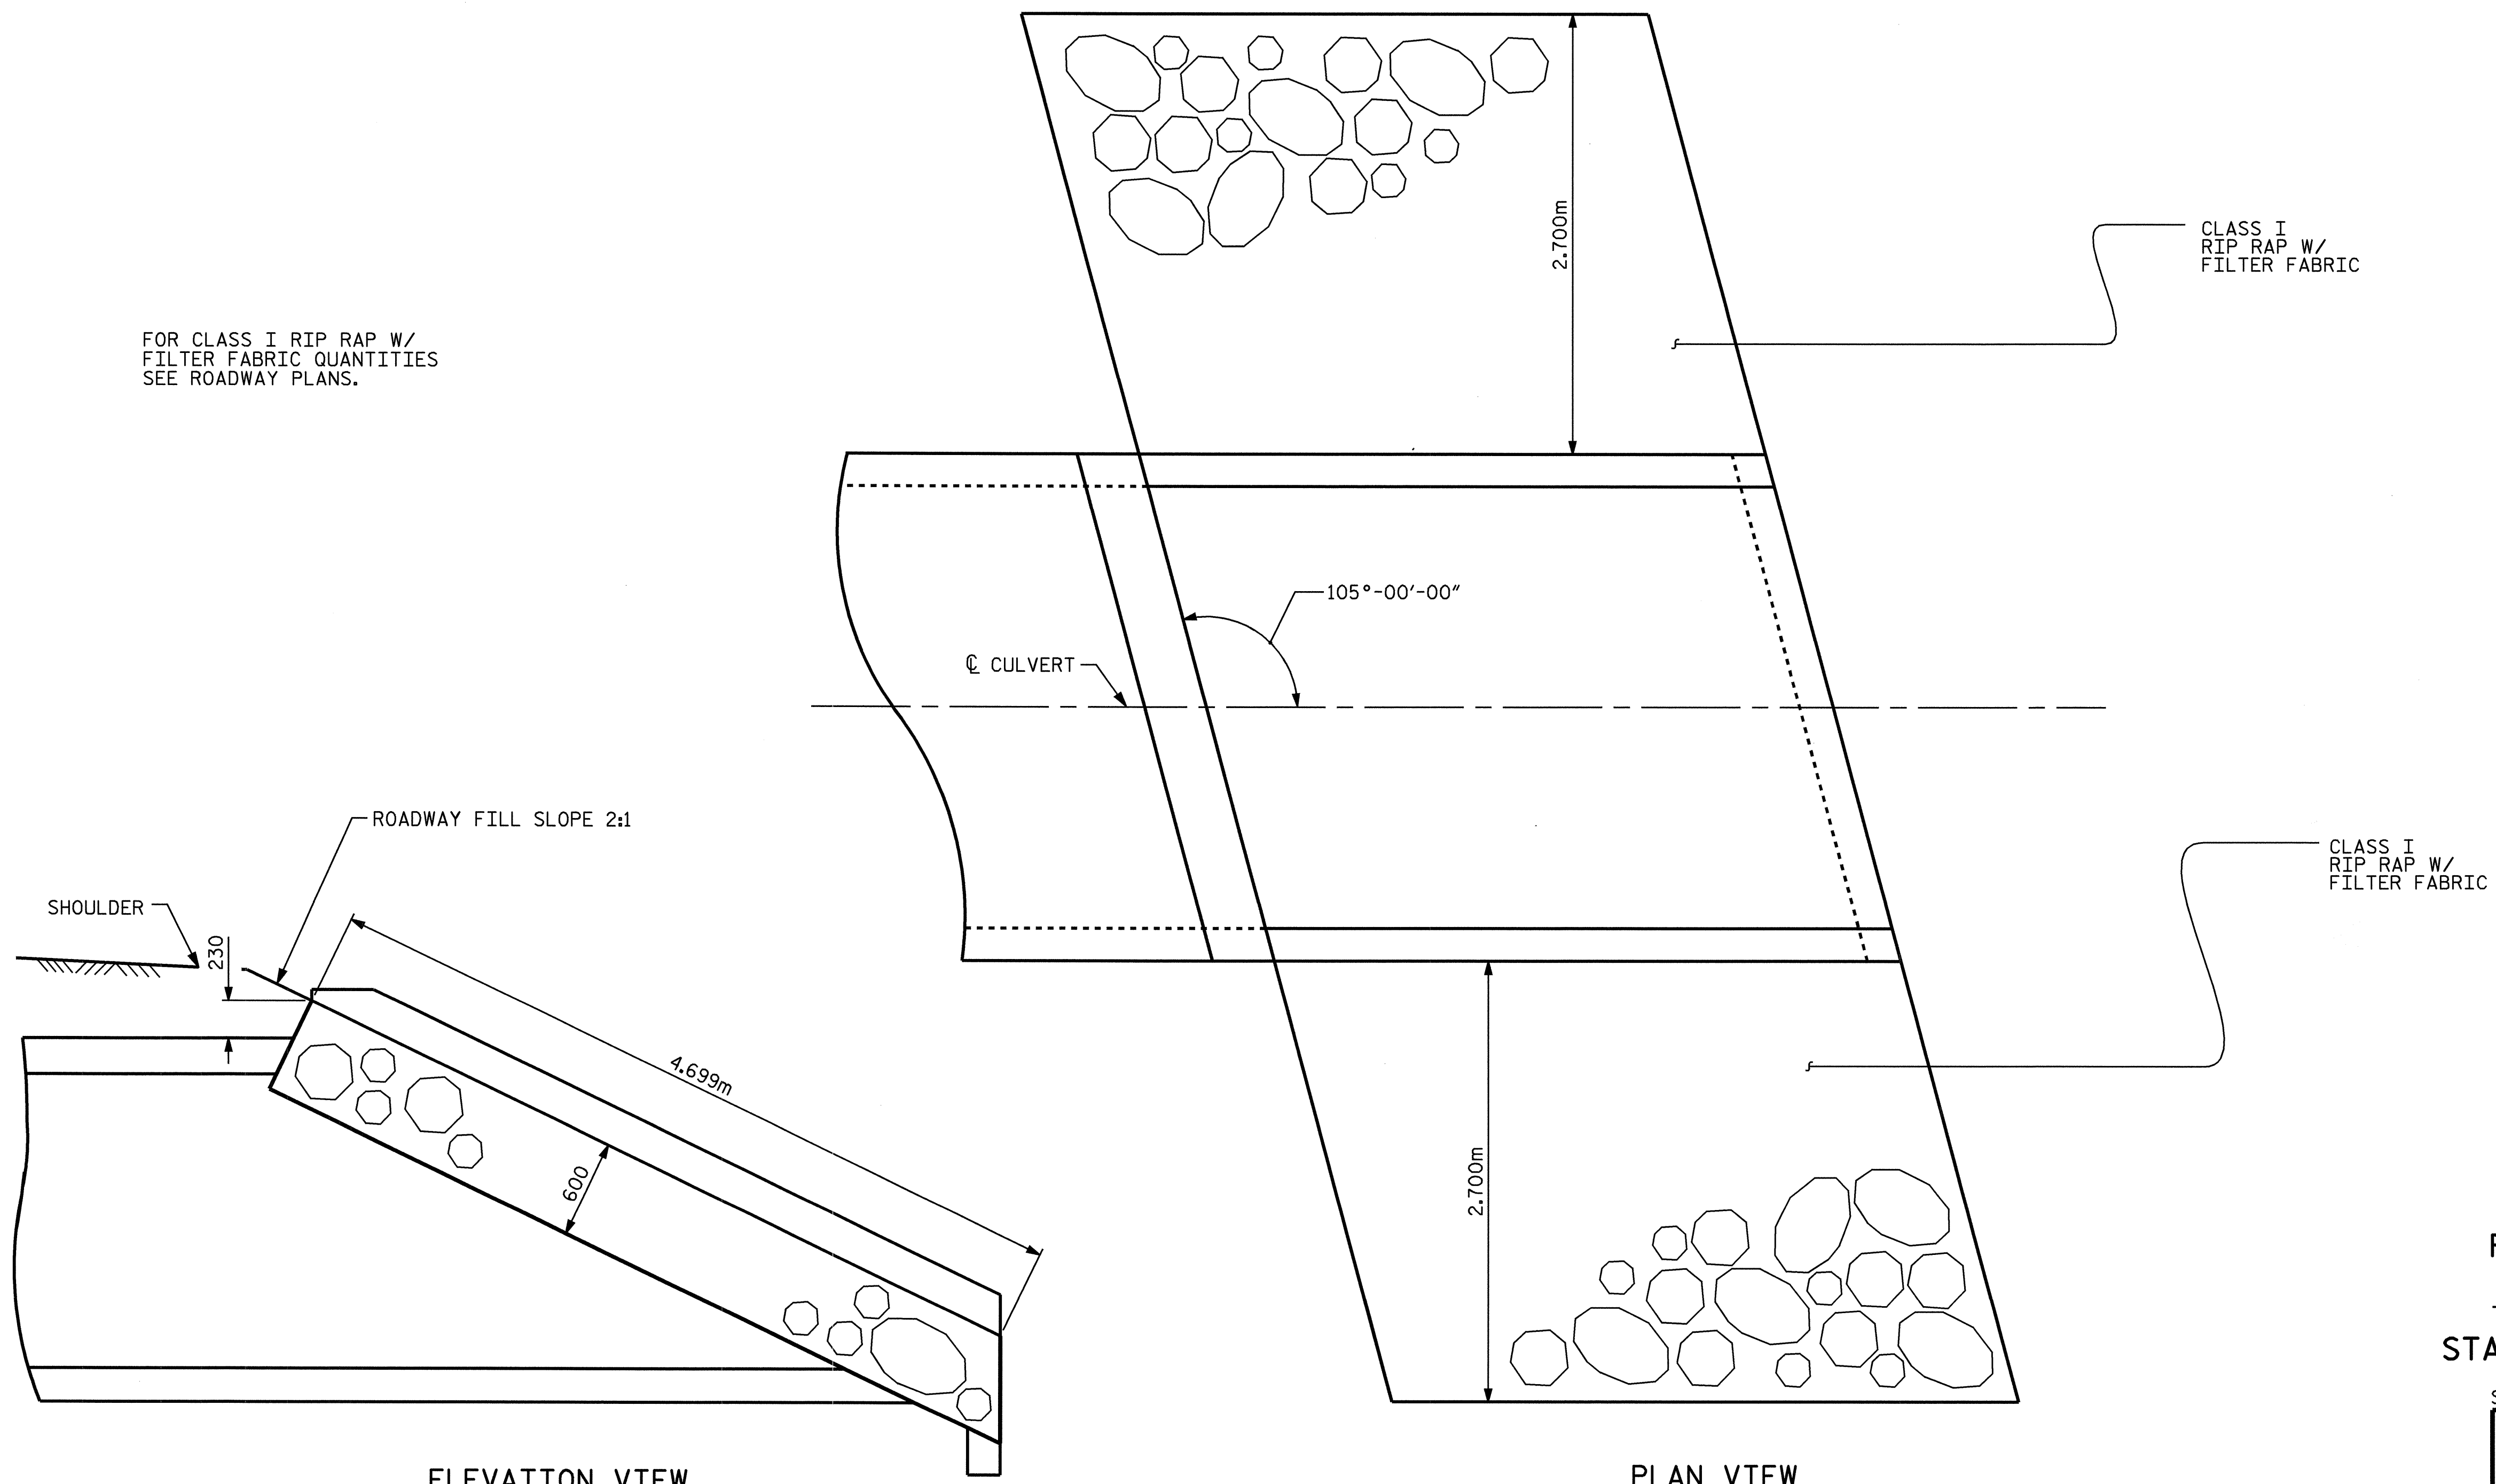 2.700m
CLASS I
RIP RAP W/
FILTER FABRIC
FOR CLASS I RIP RAP W/
FILTER FABRIC QUANTITIES
SEE ROADWAY PLANS.
105°-00'-00"
℄ CULVERT
ROADWAY FILL SLOPE 2:1
SHOULDER
230
CLASS I
RIP RAP W/
FILTER FABRIC
4.699m
600
2.700m
STA
ELEVATION VIEW
PLAN VIEW